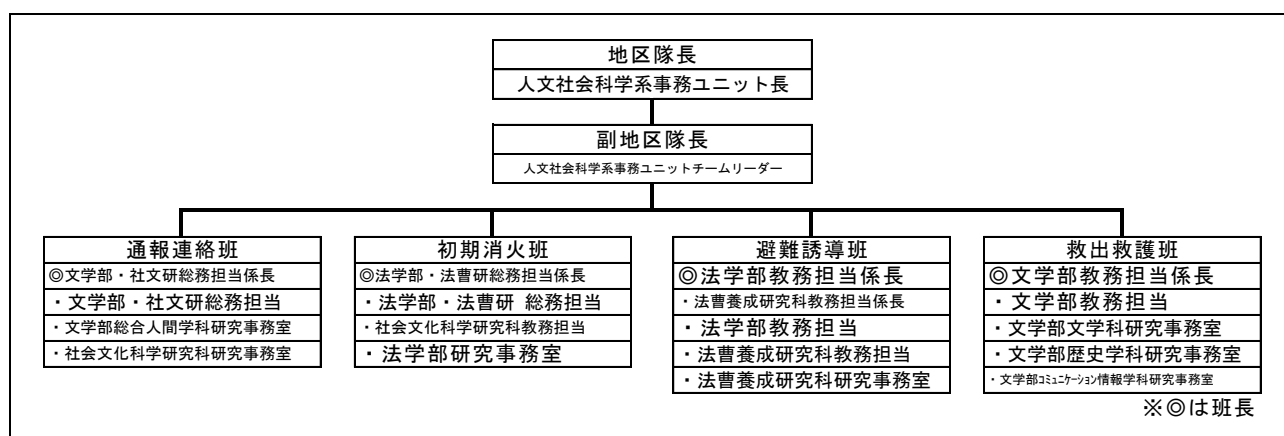 地区隊長
人文社会科学系事務ユニット長
副地区隊長
人文社会科学系事務ユニットチームリーダー
通報連絡班
◎文学部・社文研総務担当係長
・文学部・社文研総務担当
・文学部総合人間学科研究事務室
・社会文化科学研究科研究事務室
初期消火班
◎法学部・法曹研総務担当係長
・法学部・法曹研 総務担当
・社会文化科学研究科教務担当
・法学部研究事務室
避難誘導班
◎法学部教務担当係長
・法曹養成研究科教務担当係長
・法学部教務担当
・法曹養成研究科教務担当
・法曹養成研究科研究事務室
救出救護班
◎文学部教務担当係長
・文学部教務担当
・文学部文学科研究事務室
・文学部歴史学科研究事務室
・文学部ｺﾐｭﾆｹｰｼｮﾝ情報学科研究事務室
※◎は班長